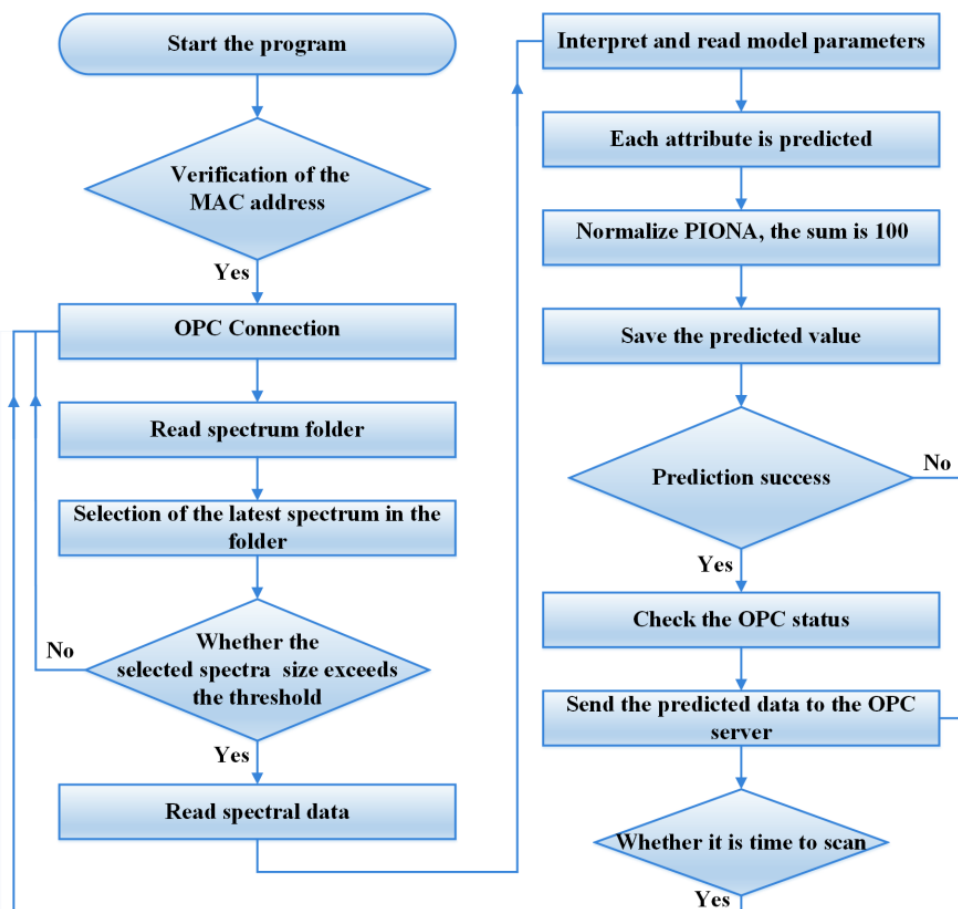 Start the program
Verification of the
MAC address
Yes
OPC Connection
Read spectrum folder
Selection of the latest spectrum in the
folder
No
Whether the
selected spectra  size exceeds
the threshold
Yes
Read spectral data
Interpret and read model parameters
Each attribute is predicted
Normalize PIONA, the sum is 100
Save the predicted value
Prediction success
No
Yes
Check the OPC status
Send the predicted data to the OPC
server
Whether it is time to scan
Yes